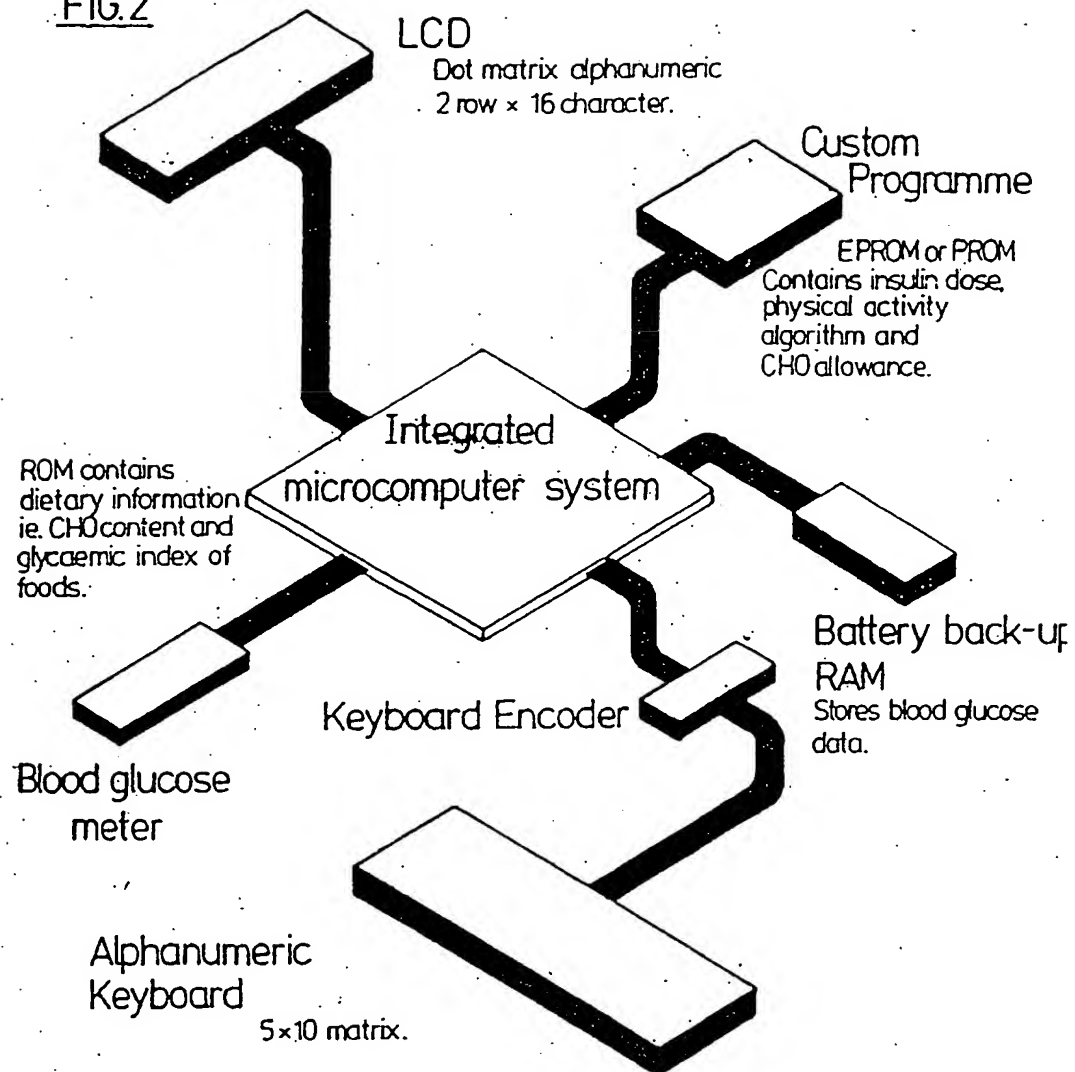 FIG.2
LCD
Dot matrix alphanumeric
2 row × 16 character.
Custom
Programme
EPROM or PROM
Contains insulin dose,
physical activity
algorithm and
CHO allowance.
Integrated
microcomputer system
ROM contains
dietary information
ie. CHO content and
glycaemic index of
foods.
Battery back-up
RAM
Stores blood glucose
data.
Keyboard Encoder
Blood glucose
meter
Alphanumeric
Keyboard
5×10 matrix.